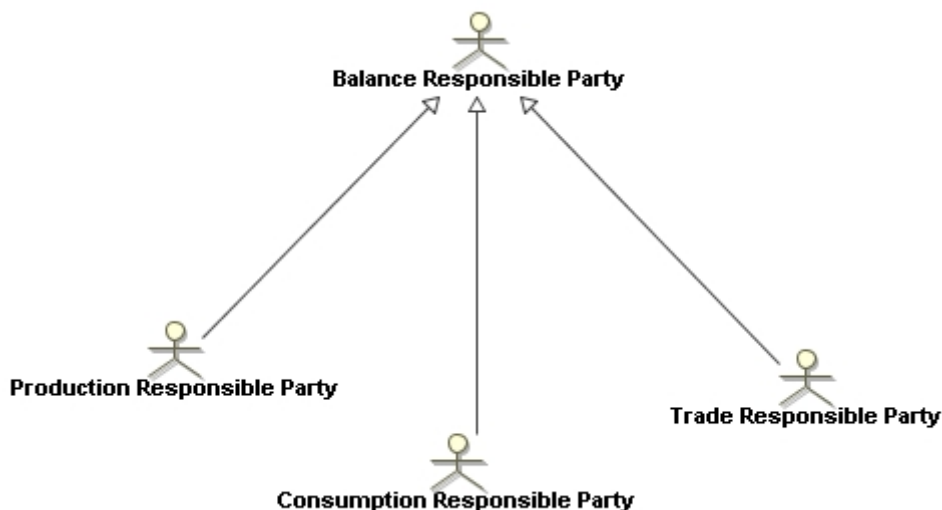 Balance Responsible Party
Production Responsible Party
Trade Responsible Party
Consumption Responsible Party